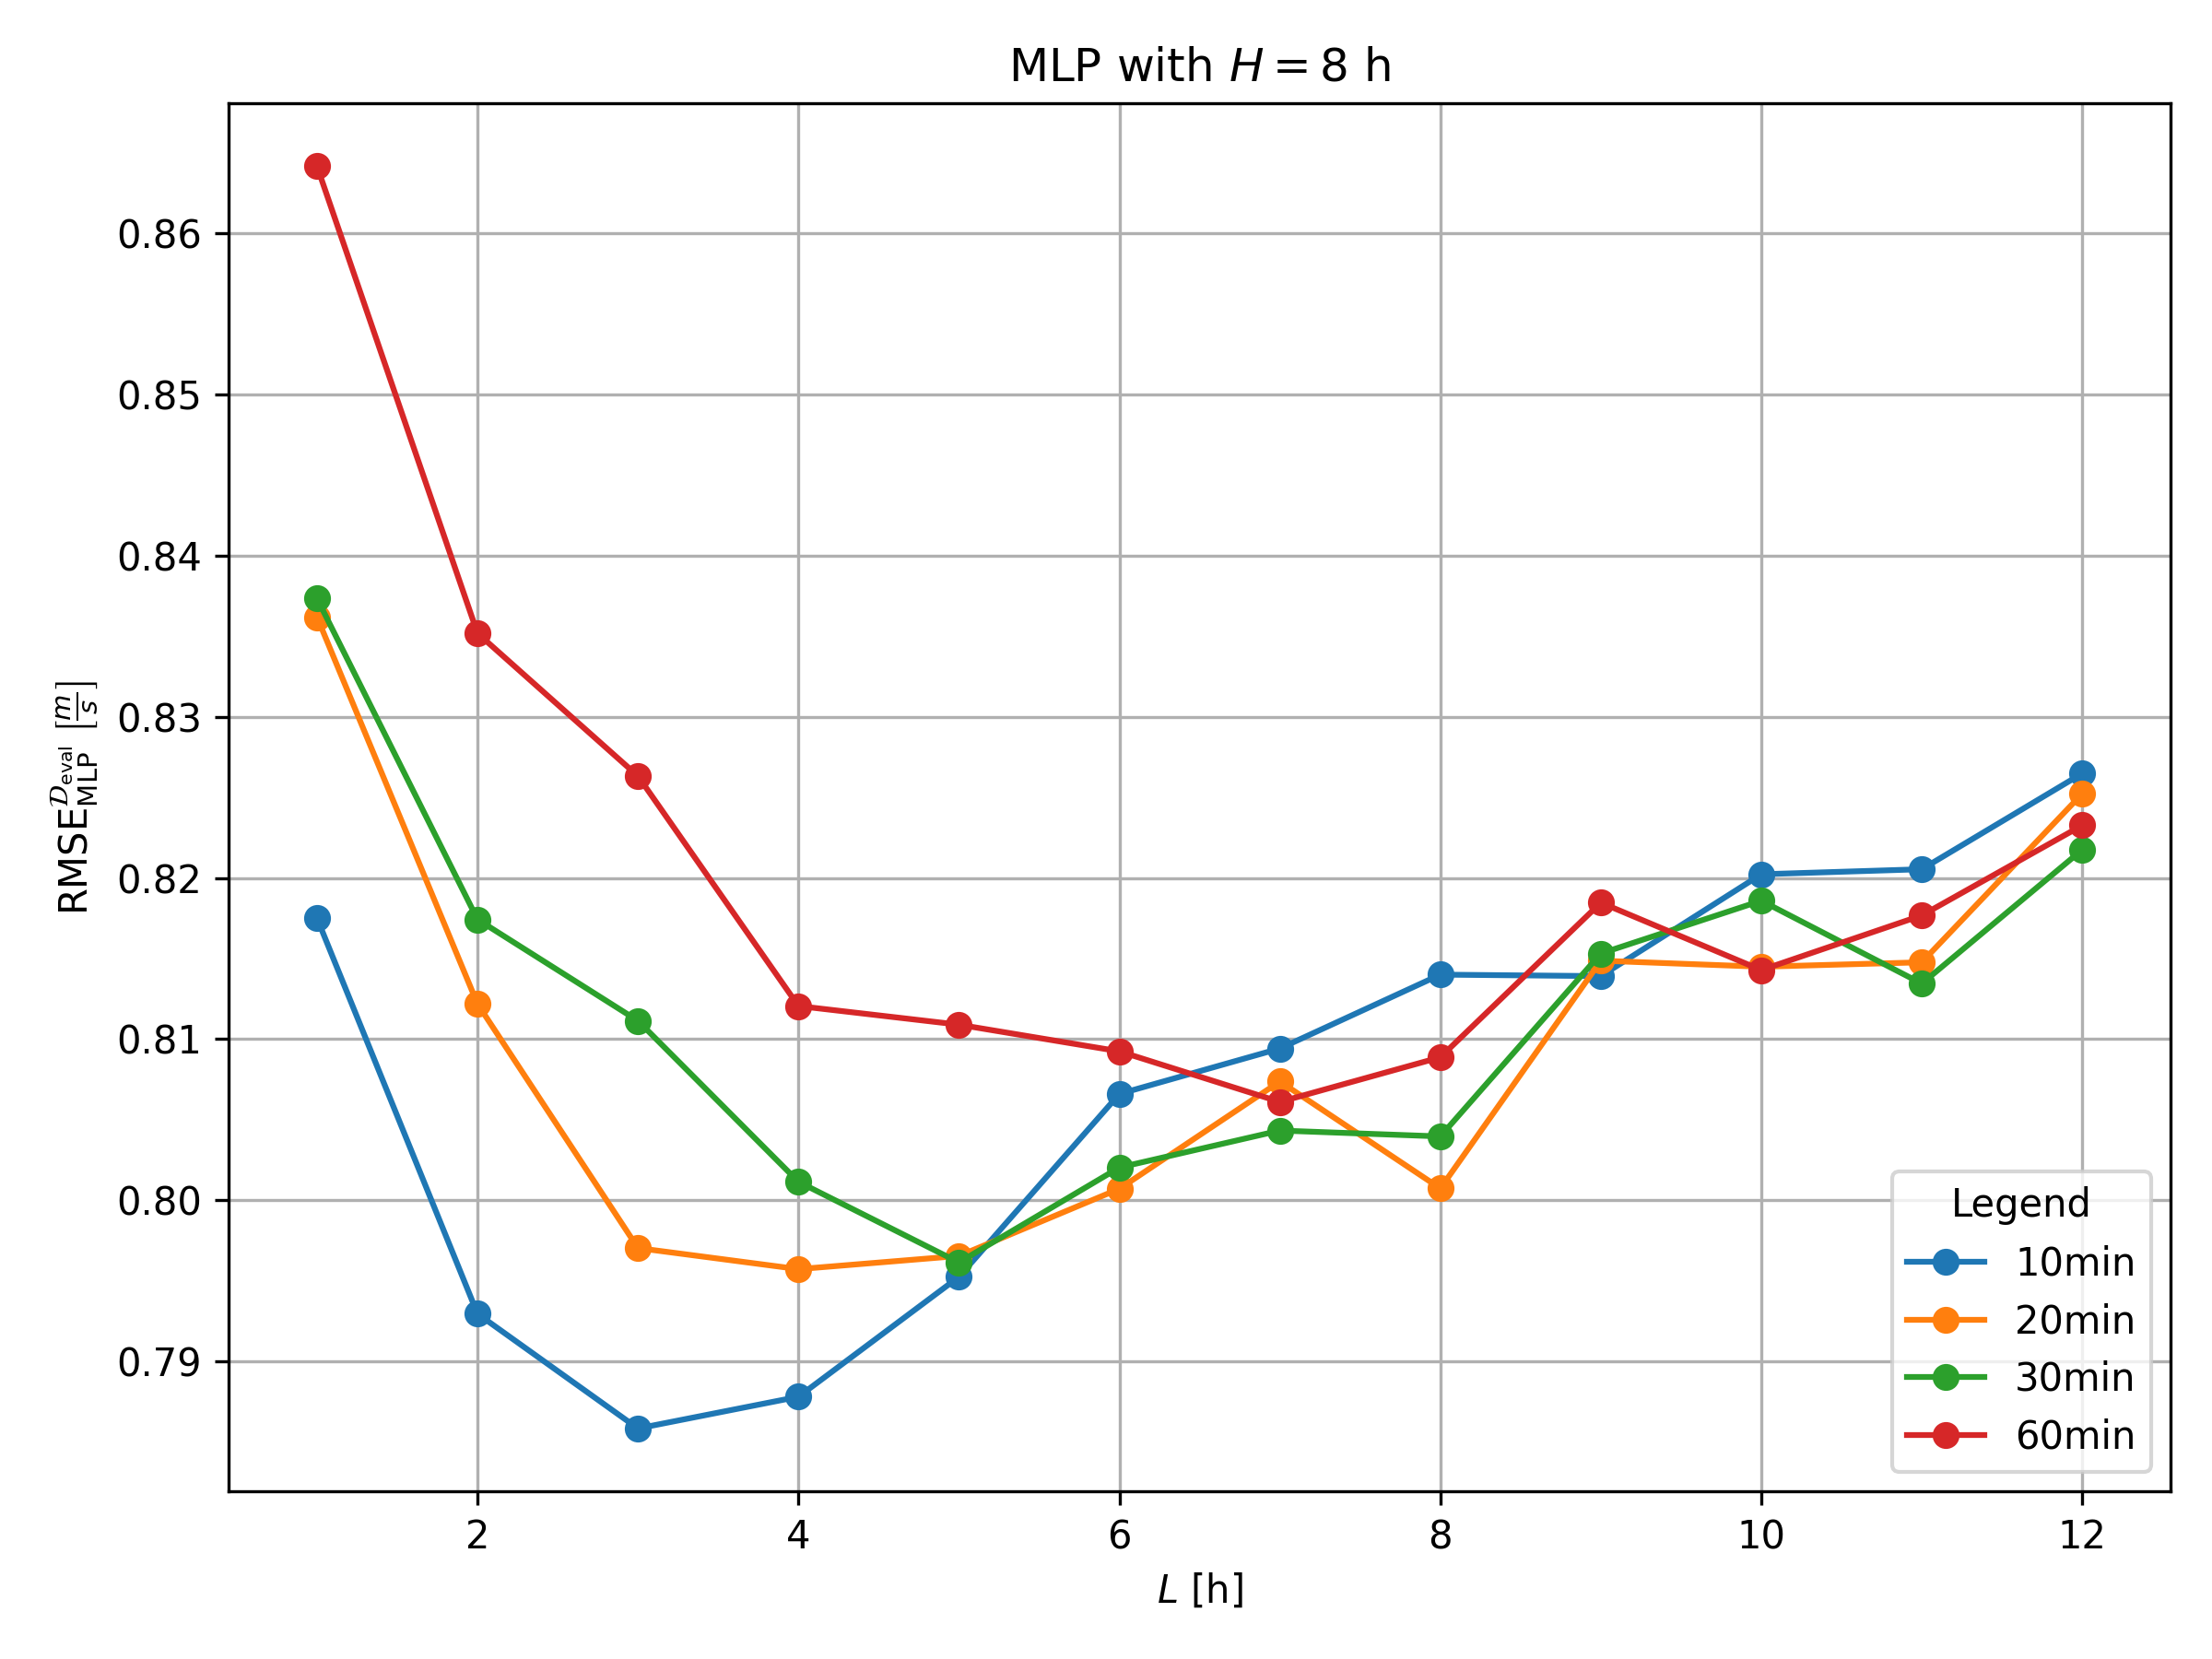 MLP with H = 8 h
RMSE^{𝒟_eval}_{MLP} [m/s]
0.86
0.85
0.84
0.83
0.82
0.81
0.80
0.79
2 4 6 8 10 12
L [h]
Legend
10min
20min
30min
60min